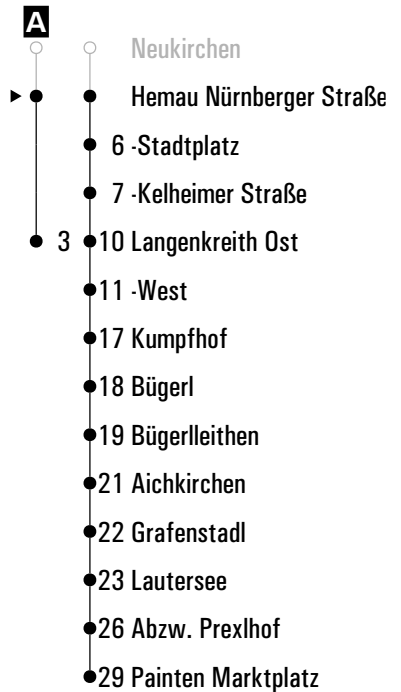 A
Neukirchen
Hemau Nürnberger Straße
6 -Stadtplatz
7 -Kelheimer Straße
3 10 Langenkreith Ost
11 -West
17 Kumpfhof
18 Bügerl
19 Bügerlleithen
21 Aichkirchen
22 Grafenstadl
23 Lautersee
26 Abzw. Prexlhof
29 Painten Marktplatz